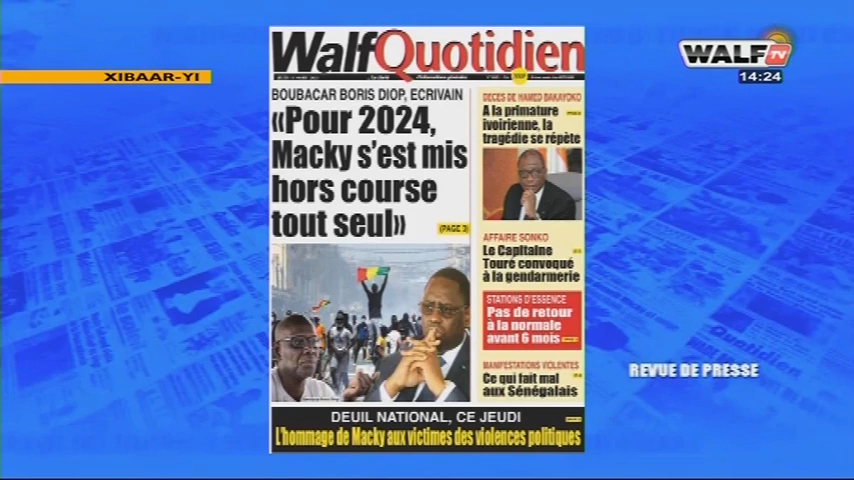 WalfQuotidien
XIBAAR-YI
WALF TV
14:24
BOUBACAR BORIS DIOP, ECRIVAIN
«Pour 2024,
Macky s'est mis
hors course
tout seul»
(PAGE 3)
DECES DE HAMED BAKAYOKO
A la primature
ivoirienne, la
tragédie se répète
AFFAIRE SONKO
Le Capitaine
Touré convoqué
à la gendarmerie
STATIONS D'ESSENCE
Pas de retour
à la normale
avant 6 mois
MANIFESTATIONS VIOLENTES
Ce qui fait mal
aux Sénégalais
REVUE DE PRESSE
DEUIL NATIONAL, CE JEUDI
L'hommage de Macky aux victimes des violences politiques